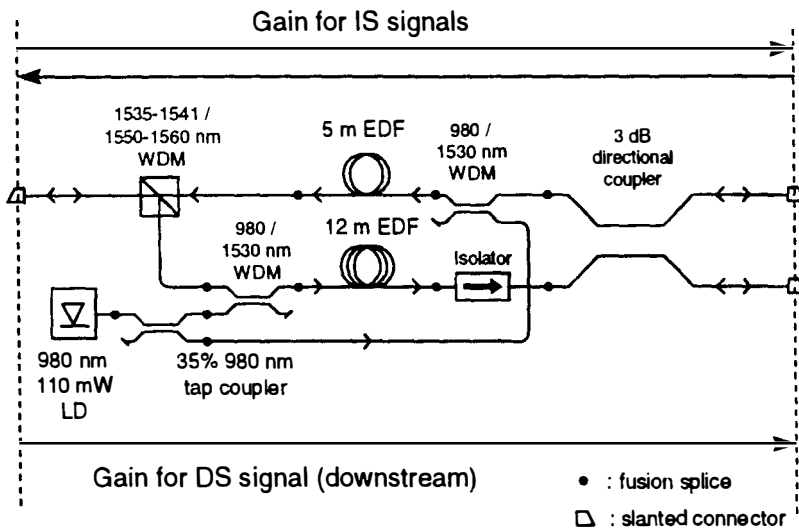 Gain for IS signals
1535-1541 /
1550-1560 nm
WDM
5 m EDF
980 /
1530 nm
WDM
3 dB
directional
coupler
980 /
1530 nm
WDM
12 m EDF
Isolator
980 nm
110 mW
LD
35% 980 nm
tap coupler
Gain for DS signal (downstream)
: fusion splice
: slanted connector